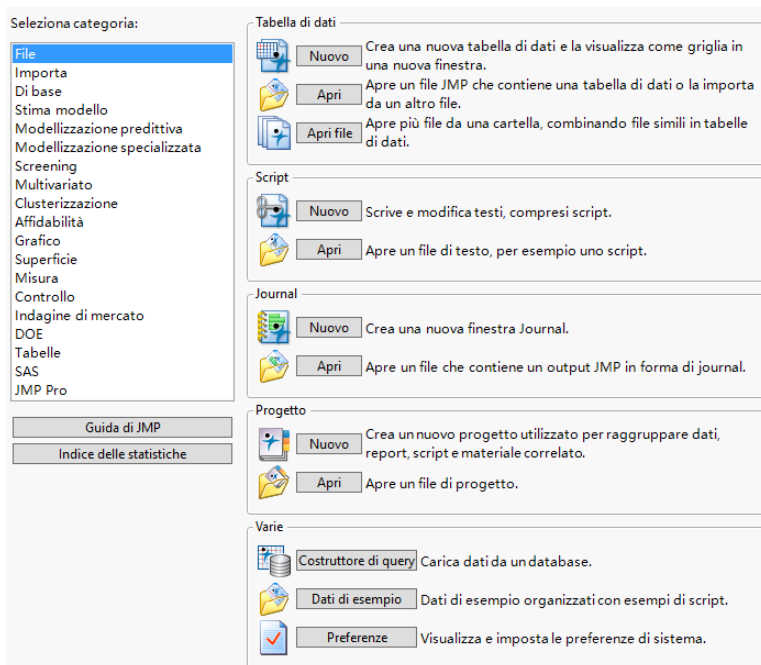 Seleziona categoria:
File
Importa
Di base
Stima modello
Modellizzazione predittiva
Modellizzazione specializzata
Screening
Multivariato
Clusterizzazione
Affidabilità
Grafico
Superficie
Misura
Controllo
Indagine di mercato
DOE
Tabelle
SAS
JMP Pro
Guida di JMP
Indice delle statistiche
Tabella di dati
Nuovo
Crea una nuova tabella di dati e la visualizza come griglia in
una nuova finestra.
Apri
Apre un file JMP che contiene una tabella di dati o la importa
da un altro file.
Apri file
Apre più file da una cartella, combinando file simili in tabelle
di dati.
Script
Nuovo
Scrive e modifica testi, compresi script.
Apri
Apre un file di testo, per esempio uno script.
Journal
Nuovo
Crea una nuova finestra Journal.
Apri
Apre un file che contiene un output JMP in forma di journal.
Progetto
Nuovo
Crea un nuovo progetto utilizzato per raggruppare dati,
report, script e materiale correlato.
Apri
Apre un file di progetto.
Varie
Costruttore di query
Carica dati da un database.
Dati di esempio
Dati di esempio organizzati con esempi di script.
Preferenze
Visualizza e imposta le preferenze di sistema.